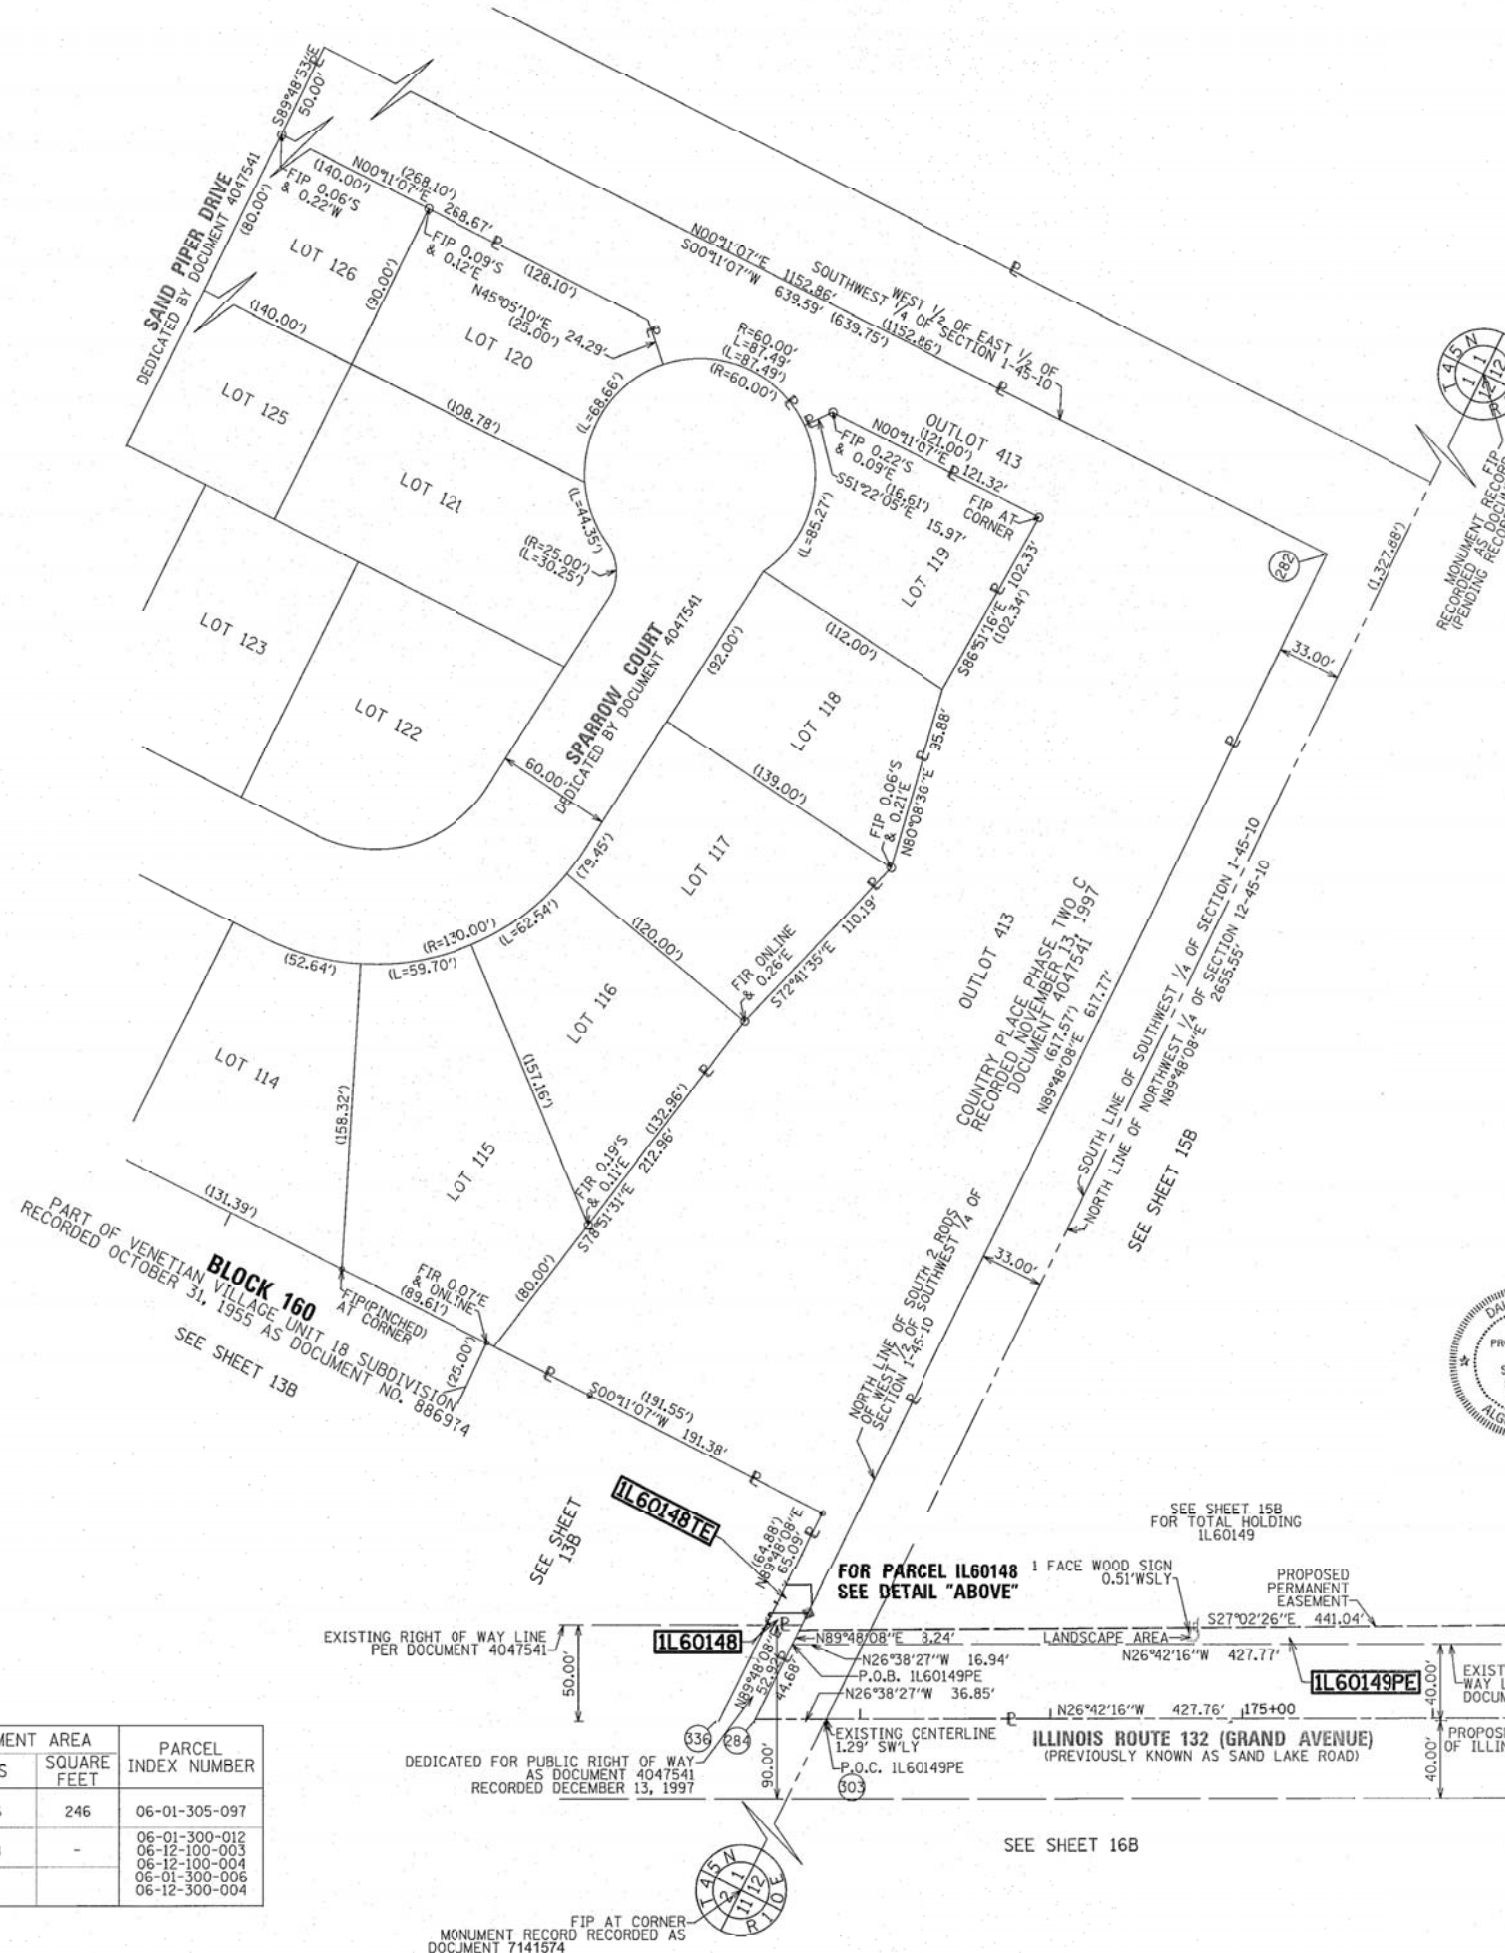 S89°48'53"E
50.00'
SAND PIPER DRIVE
DEDICATED BY DOCUMENT 4047541
(80.00')
FIP 0.06'S
& 0.22'W
(140.00')
N00°11'07"E
(268.10')
268.67'
LOT 126
(90.00')
FIP 0.09'S
& 0.12'E
(128.10')
N45°05'10"E
(25.00')
24.29'
LOT 120
(140.00')
LOT 125
(108.78')
(L=68.66')
R=60.00'
L=87.49'
(L=87.49')
(R=60.00')
N00°11'07"E 1152.86'
S00°11'07"W 639.59' (639.75')
(1152.86')
WEST 1/2 OF EAST 1/2 OF
SOUTHWEST 1/4 OF SECTION 1-45-10
T 45 N
1 1
12 12
OUTLOT 413
N00°11'07"E
(121.00')
121.32'
FIP 0.22'S
& 0.09'E
(16.61')
S51°22'05"E 15.97'
FIP AT
CORNER
LOT 121
(L=44.35')
(R=25.00')
(L=30.25')
(L=85.27')
LOT 119
S86°51'16"E 102.33'
(102.34')
282
(1,327.88')
33.00'
LOT 123
LOT 122
SPARROW COURT
DEDICATED BY DOCUMENT 4047541
(92.00')
(112.00')
LOT 118
60.00'
(139.00')
FIP 0.06'S
& 0.21'E
LOT 117
(79.45')
(120.00')
(R=130.00')
(L=62.54')
(L=59.70')
(52.64')
FIR ONLINE
& 0.26'E
S72°41'35"E 110.19'
LOT 116
LOT 114
(158.32')
(157.16')
(132.96')
LOT 115
FIR 0.19'S
& 0.11'E
S78°51'31"E 212.96'
(80.00')
(131.39')
OUTLOT 413
COUNTRY PLACE PHASE TWO C
RECORDED NOVEMBER 13, 1997
DOCUMENT 4047541
(617.57')
N89°48'08"E 617.77'
SOUTH LINE OF SOUTHWEST 1/4 OF SECTION 1-45-10
NORTH LINE OF NORTHWEST 1/4 OF SECTION 12-45-10
N89°48'08"E 2655.55'
SEE SHEET 15B
PART OF VENETIAN VILLAGE UNIT 18 SUBDIVISION
RECORDED OCTOBER 31, 1955 AS DOCUMENT NO.
BLOCK 160
SEE SHEET 13B
FIP(PINCHED)
AT CORNER
FIR 0.07'E
& ONLINE
(89.61')
(25.00')
S00°11'07"W
(191.55')
191.38'
NORTH LINE OF SOUTH 2 RODS
OF WEST 1/2 OF SOUTHWEST 1/4 OF
SECTION 1-45-10
33.00'
1L60148TE
SEE SHEET
13B
(64.88')
N89°48'08"E
65.09'
FOR PARCEL IL60148
SEE DETAIL "ABOVE"
SEE SHEET 15B
FOR TOTAL HOLDING
1L60149
1 FACE WOOD SIGN
0.51'WSLY
PROPOSED
PERMANENT
EASEMENT
S27°02'26"E 441.04'
EXISTING RIGHT OF WAY LINE
PER DOCUMENT 4047541
1L60148
LANDSCAPE AREA
N26°42'16"W 427.77'
N26°38'27"W 16.94'
P.O.B. 1L60149PE
N26°38'27"W 36.85'
1L60149PE
50.00'
N89°48'08"E
44.68'
N26°42'16"W 427.76' 175+00
ILLINOIS ROUTE 132 (GRAND AVENUE)
(PREVIOUSLY KNOWN AS SAND LAKE ROAD)
40.00'
40.00'
336
284
EXISTING CENTERLINE
1.29' SW'LY
P.O.C. 1L60149PE
303
DEDICATED FOR PUBLIC RIGHT OF WAY
AS DOCUMENT 4047541
RECORDED DECEMBER 13, 1997
90.00'
SEE SHEET 16B
T 45 N
2 1
11 12
R 10 E
FIP AT CORNER
MONUMENT RECORD RECORDED AS
DOCUMENT 7141574
AREA
SQUARE
FEET
PARCEL
INDEX NUMBER
246
06-01-305-097
-
06-01-300-012
06-12-100-003
06-12-100-004
06-01-300-006
06-12-300-004